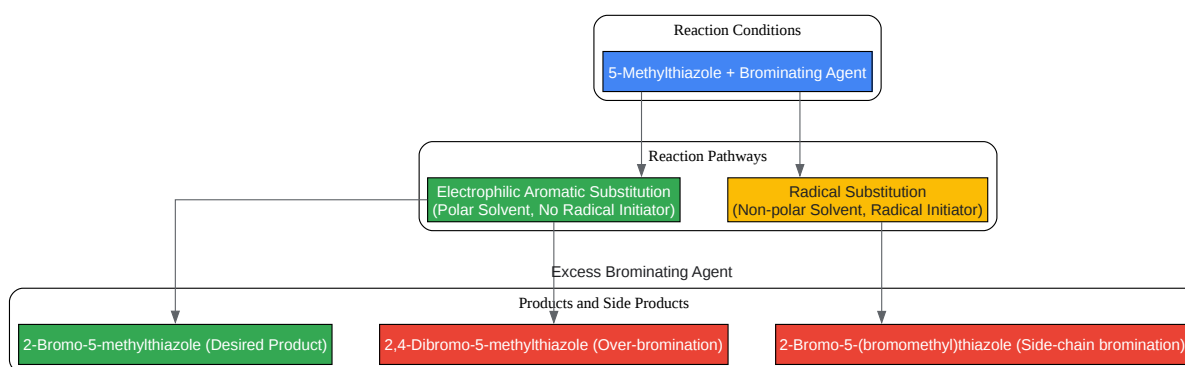 Reaction Conditions
5-Methylthiazole + Brominating Agent
Reaction Pathways
Electrophilic Aromatic Substitution
(Polar Solvent, No Radical Initiator)
Radical Substitution
(Non-polar Solvent, Radical Initiator)
Excess Brominating Agent
Products and Side Products
2-Bromo-5-methylthiazole (Desired Product)
2,4-Dibromo-5-methylthiazole (Over-bromination)
2-Bromo-5-(bromomethyl)thiazole (Side-chain bromination)